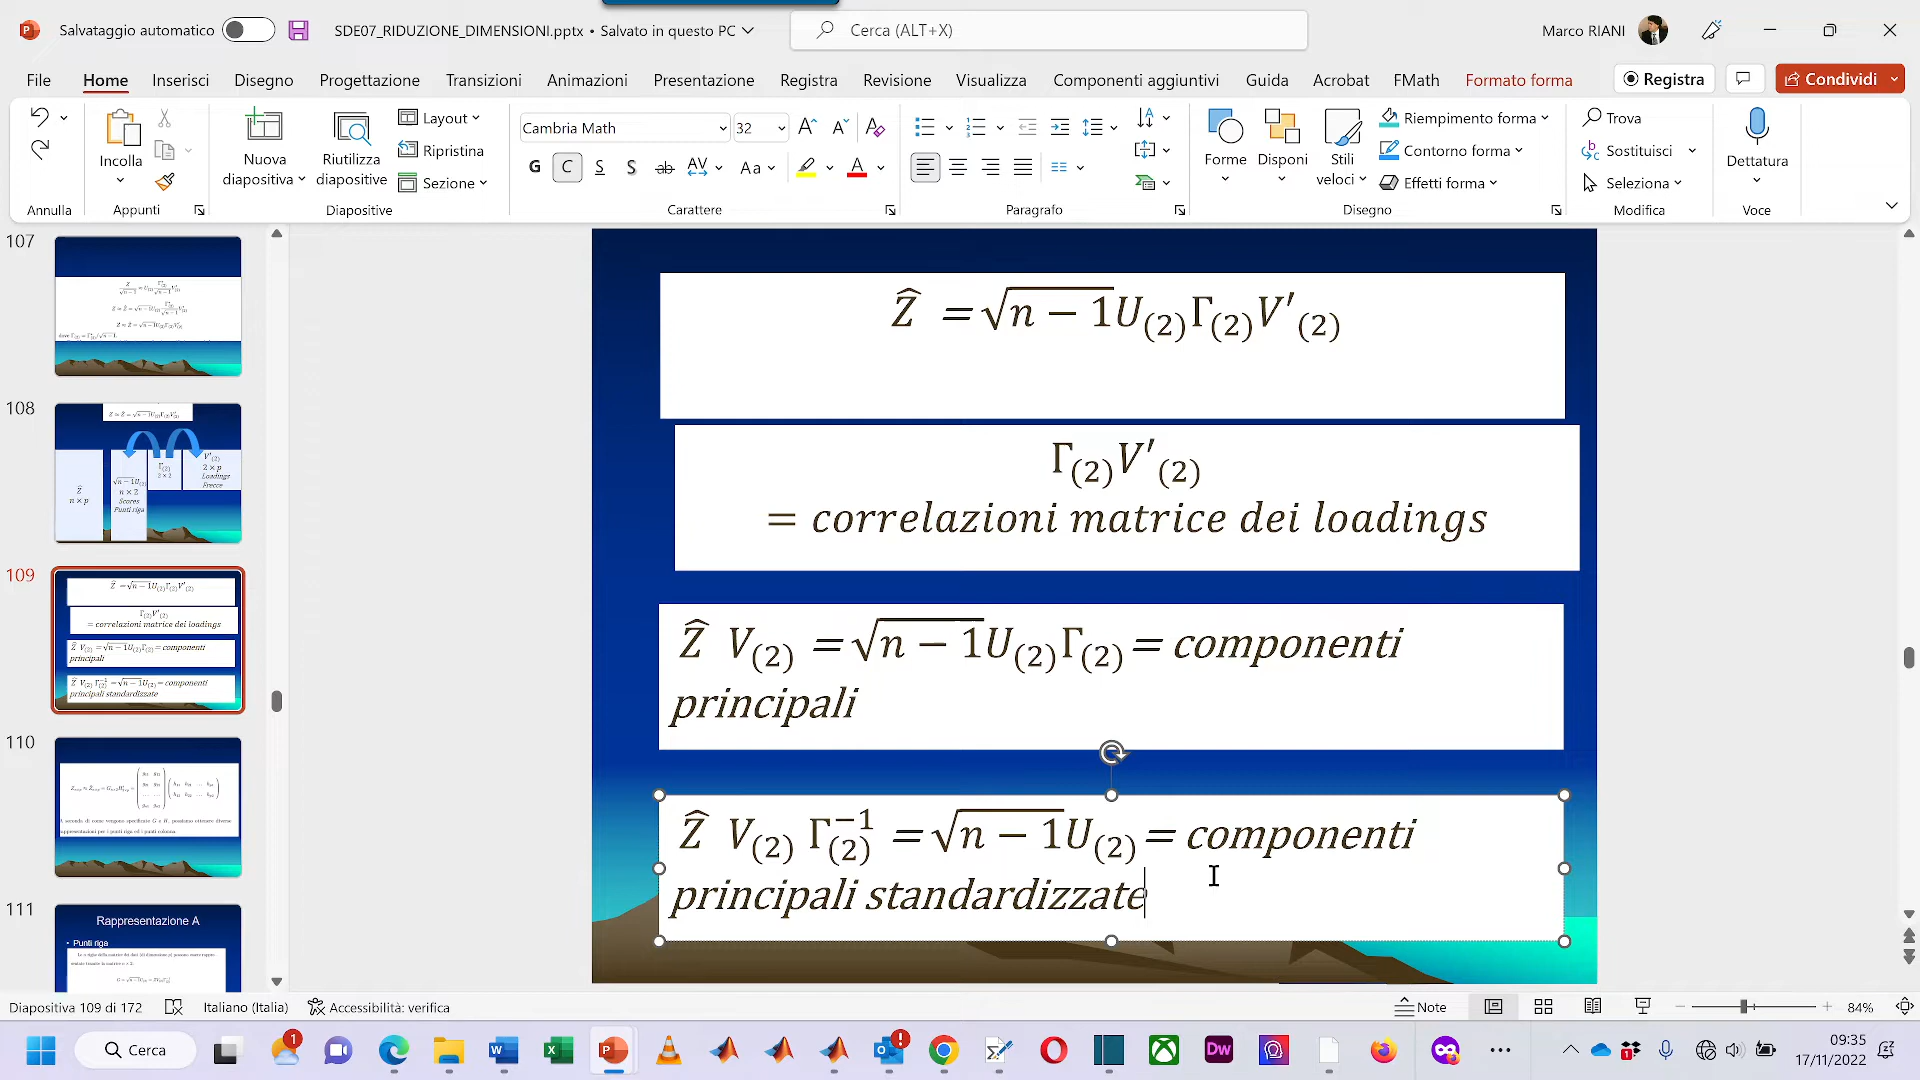 Salvataggio automatico
SDE07_RIDUZIONE_DIMENSIONI.pptx • Salvato in questo PC
Cerca (ALT+X)
Marco RIANI
File Home Inserisci Disegno Progettazione Transizioni Animazioni Presentazione Registra Revisione Visualizza Componenti aggiuntivi Guida Acrobat FMath Formato forma
Registra
Condividi
Incolla
Nuova diapositiva
Riutilizza diapositive
Layout
Ripristina
Sezione
Cambria Math 32
G C S S ab AV Aa A
Forme
Disponi
Stili veloci
Riempimento forma
Contorno forma
Effetti forma
Trova
Sostituisci
Seleziona
Dettatura
Annulla Appunti Diapositive Carattere Paragrafo Disegno Modifica Voce
107
108
109
110
111
Rappresentazione A
• Punti riga
Ẑ = √(n − 1) U₍₂₎Γ₍₂₎V′₍₂₎
Γ₍₂₎V′₍₂₎
= correlazioni matrice dei loadings
Ẑ V₍₂₎ = √(n − 1) U₍₂₎Γ₍₂₎ = componenti
principali
Ẑ V₍₂₎ Γ₍₂₎⁻¹ = √(n − 1) U₍₂₎ = componenti
principali standardizzate
Diapositiva 109 di 172
Italiano (Italia)
Accessibilità: verifica
Note
84%
Cerca
09:35
17/11/2022